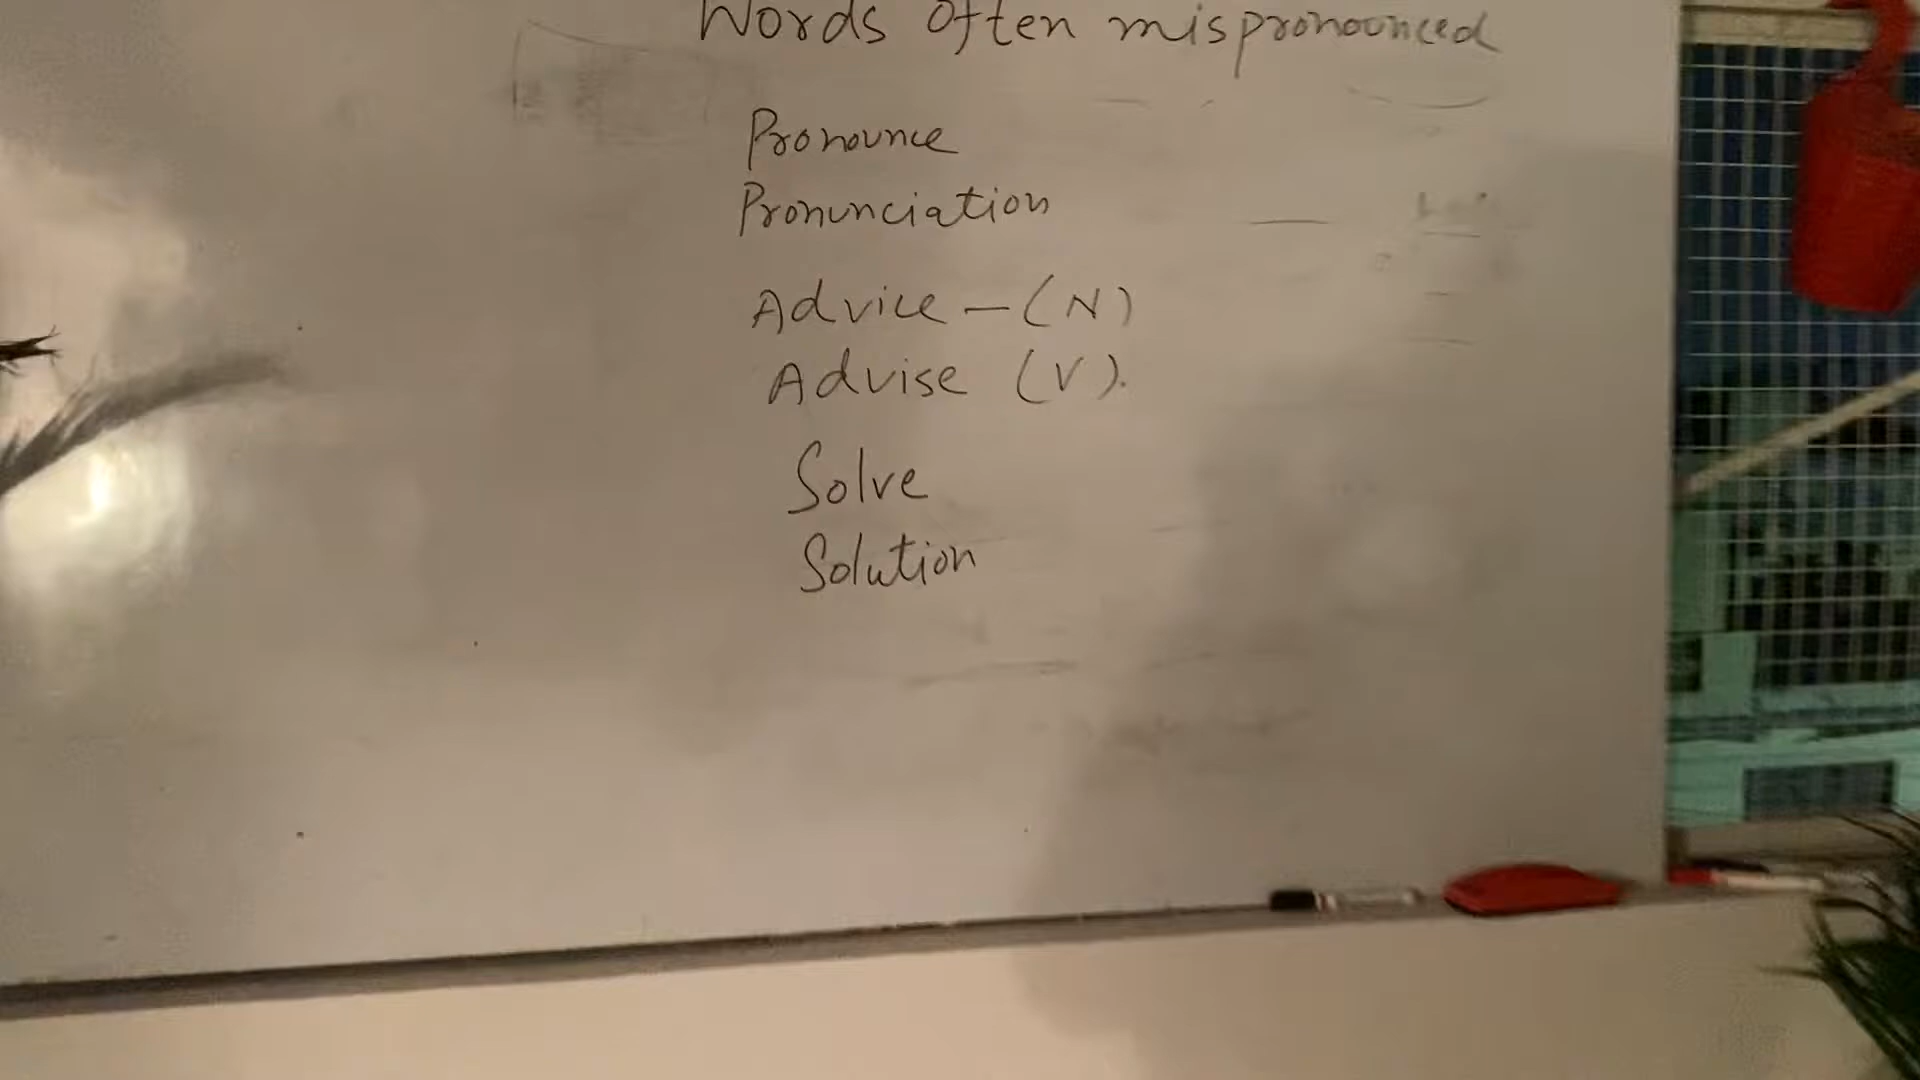 Words Often mispronounced
Pronounce
Pronunciation
Advice - (N)
Advise (V).
Solve
Solution